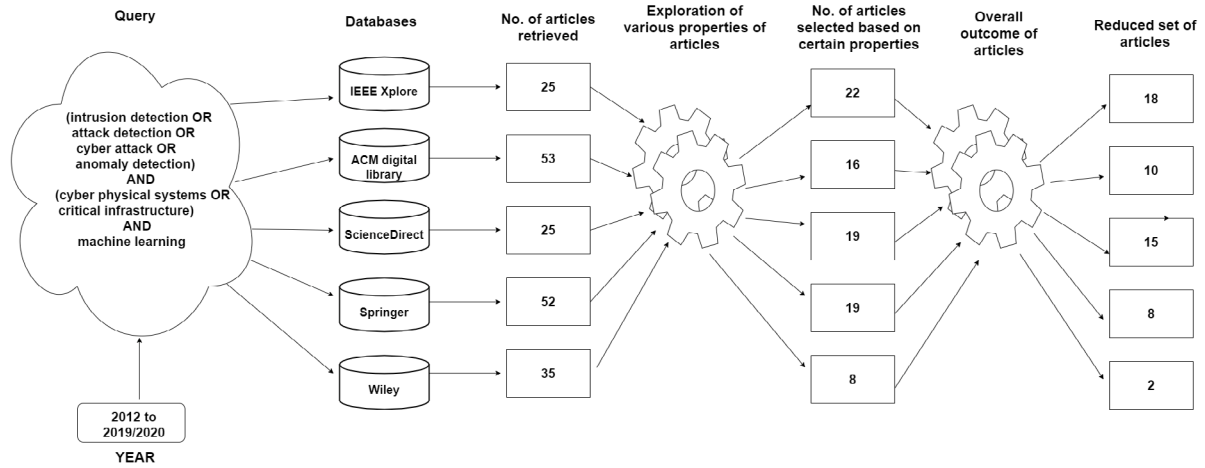 Query
(intrusion detection OR
attack detection OR
cyber attack OR
anomaly detection)
AND
(cyber physical systems OR
critical infrastructure)
AND
machine learning
2012 to
2019/2020
YEAR
Databases
IEEE Xplore
ACM digital
library
ScienceDirect
Springer
Wiley
No. of articles
retrieved
25
53
25
52
35
Exploration of
various properties of
articles
No. of articles
selected based on
certain properties
22
16
19
19
8
Overall
outcome of
articles
Reduced set of
articles
18
10
15
8
2